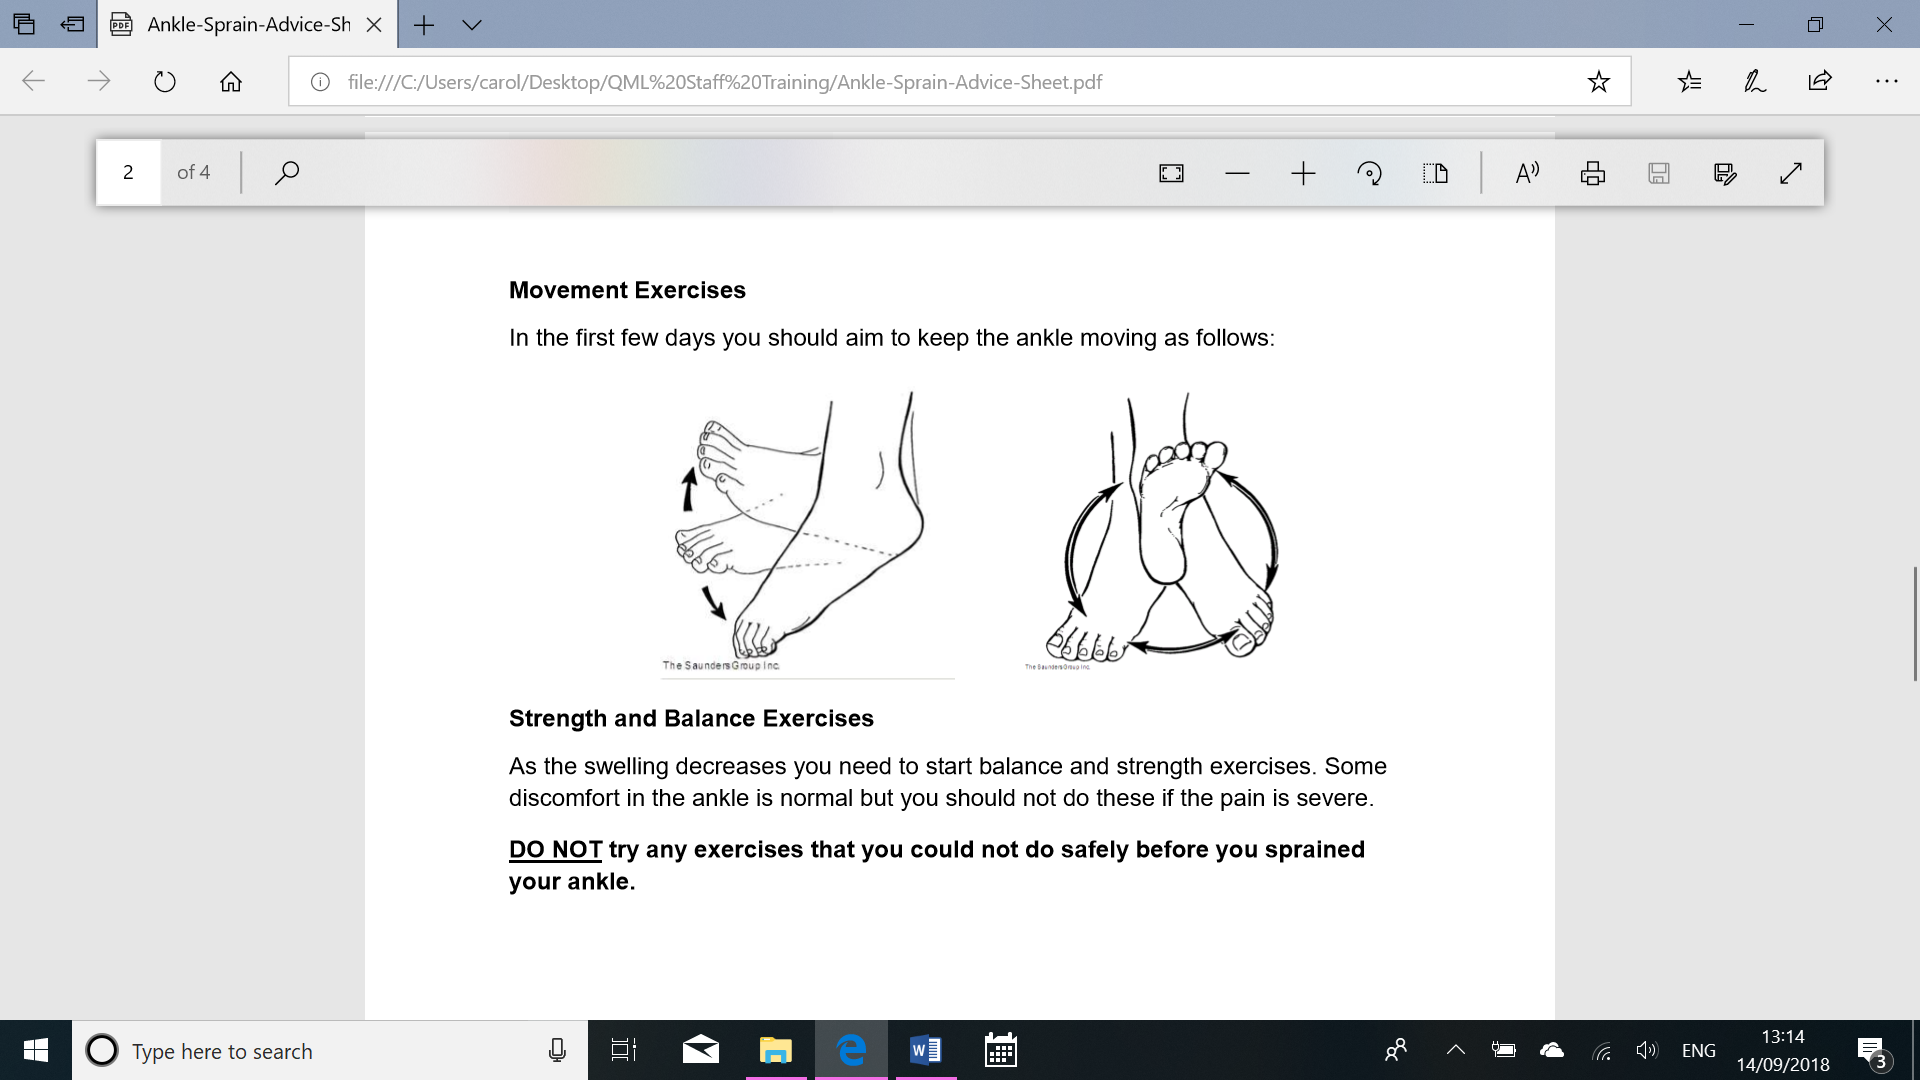 Ankle-Sprain-Advice-Sh
file:///C:/Users/carol/Desktop/QML%20Staff%20Training/Ankle-Sprain-Advice-Sheet.pdf
2 of 4
Movement Exercises
In the first few days you should aim to keep the ankle moving as follows:
The Saunders Group Inc.
The Saunders Group Inc.
Strength and Balance Exercises
As the swelling decreases you need to start balance and strength exercises. Some
discomfort in the ankle is normal but you should not do these if the pain is severe.
DO NOT try any exercises that you could not do safely before you sprained
your ankle.
Type here to search
ENG
13:14
14/09/2018
3